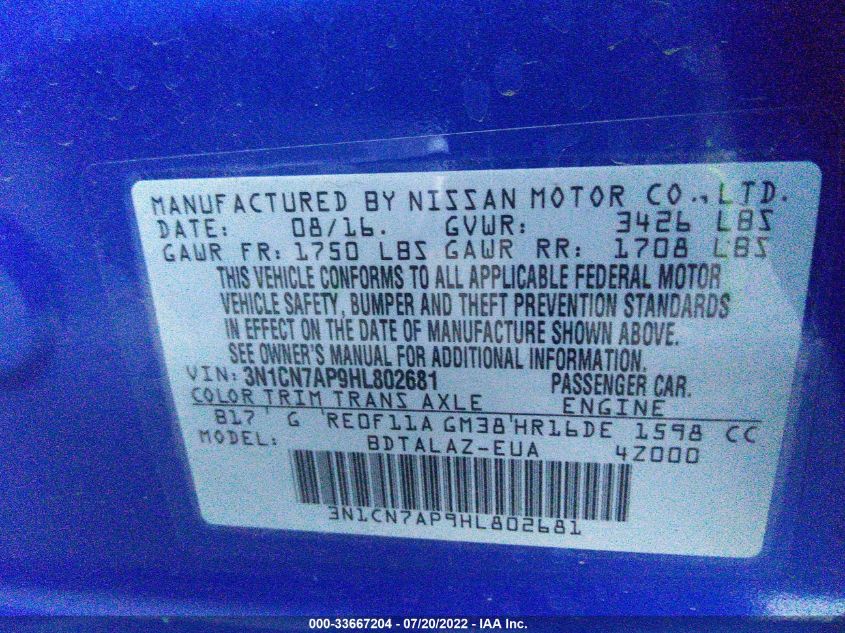 MANUFACTURED BY NISSAN MOTOR CO., LTD.
DATE: 08/16. GVWR: 3426 LBS
GAWR FR: 1750 LBS GAWR RR: 1708 LBS
THIS VEHICLE CONFORMS TO ALL APPLICABLE FEDERAL MOTOR
VEHICLE SAFETY, BUMPER AND THEFT PREVENTION STANDARDS
IN EFFECT ON THE DATE OF MANUFACTURE SHOWN ABOVE.
SEE OWNER'S MANUAL FOR ADDITIONAL INFORMATION.
VIN: 3N1CN7AP9HL802681 PASSENGER CAR.
COLOR TRIM TRANS AXLE ENGINE
B17' G 'RE0F11A GM38'HR16DE 1598 CC
MODEL: BDTALAZ-EUA 4Z000
3N1CN7AP9HL802681
000-33667204 - 07/20/2022 - IAA Inc.